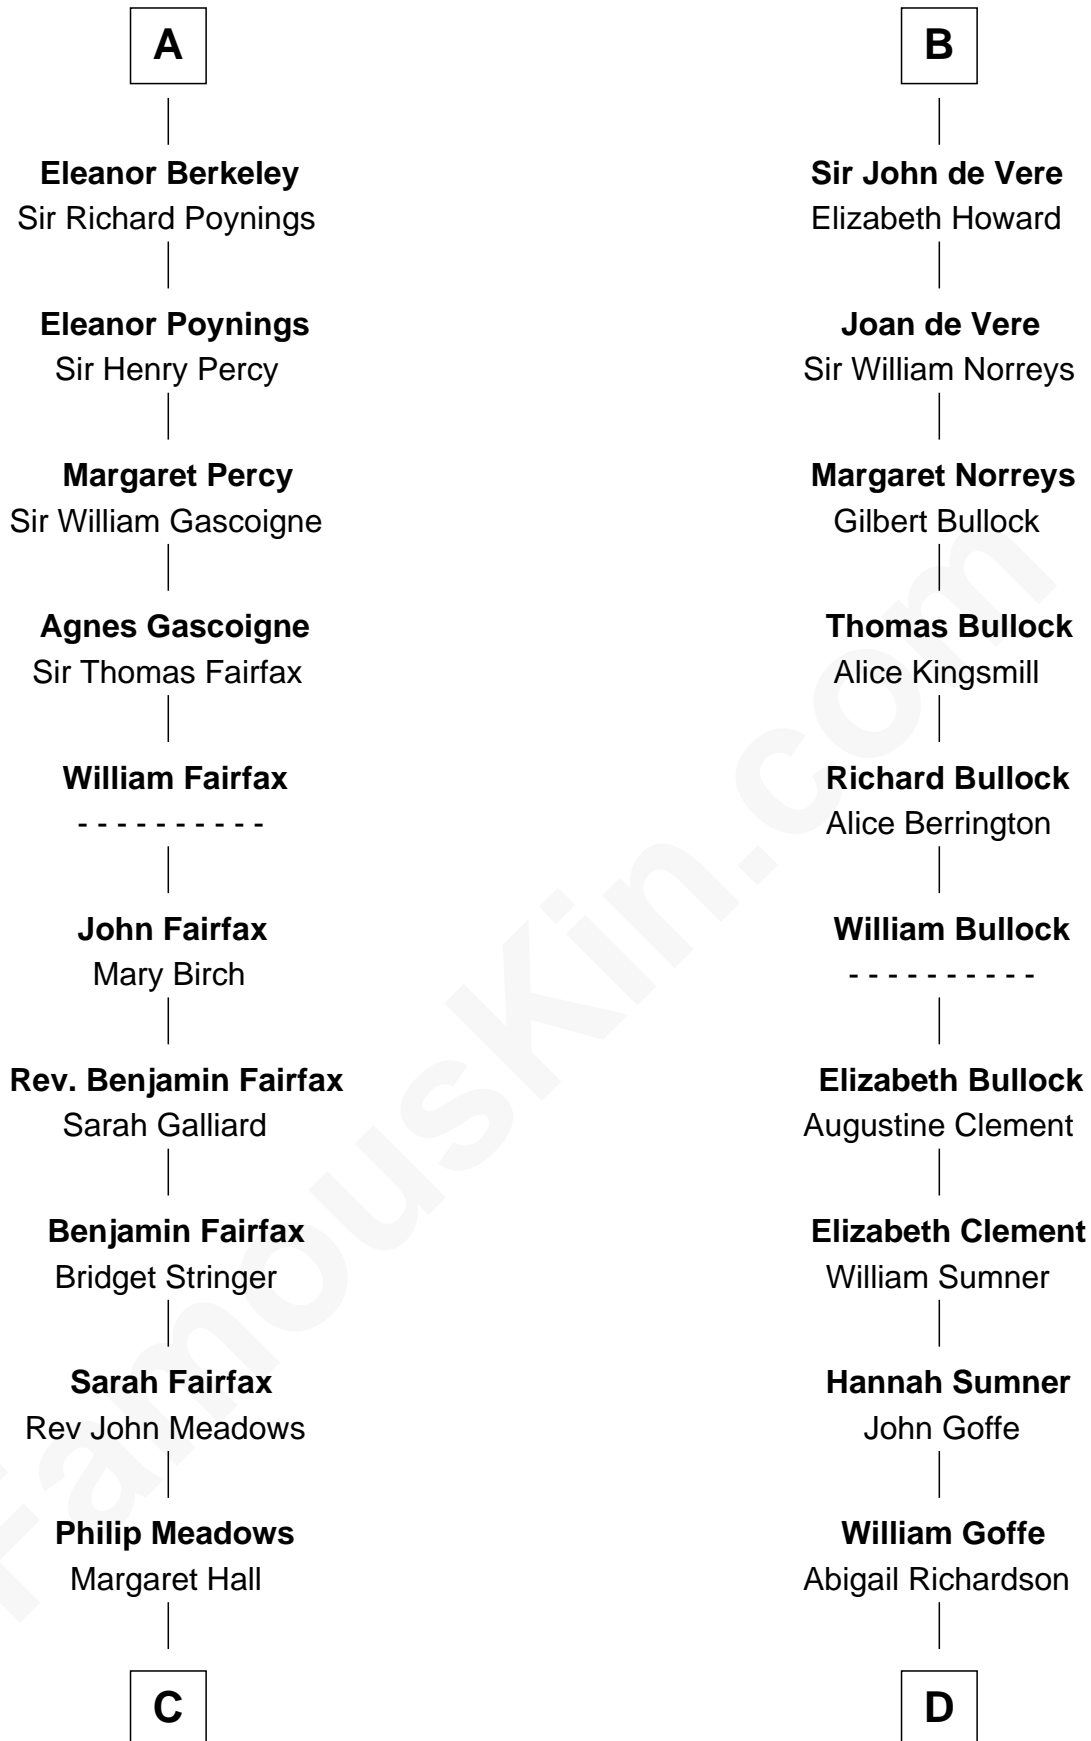 A
Eleanor Berkeley
Sir Richard Poynings
Eleanor Poynings
Sir Henry Percy
Margaret Percy
Sir William Gascoigne
Agnes Gascoigne
Sir Thomas Fairfax
William Fairfax
- - - - - - - - - -
John Fairfax
Mary Birch
Rev. Benjamin Fairfax
Sarah Galliard
Benjamin Fairfax
Bridget Stringer
Sarah Fairfax
Rev John Meadows
Philip Meadows
Margaret Hall
C
B
Sir John de Vere
Elizabeth Howard
Joan de Vere
Sir William Norreys
Margaret Norreys
Gilbert Bullock
Thomas Bullock
Alice Kingsmill
Richard Bullock
Alice Berrington
William Bullock
- - - - - - - - - -
Elizabeth Bullock
Augustine Clement
Elizabeth Clement
William Sumner
Hannah Sumner
John Goffe
William Goffe
Abigail Richardson
D
FamousKin.com